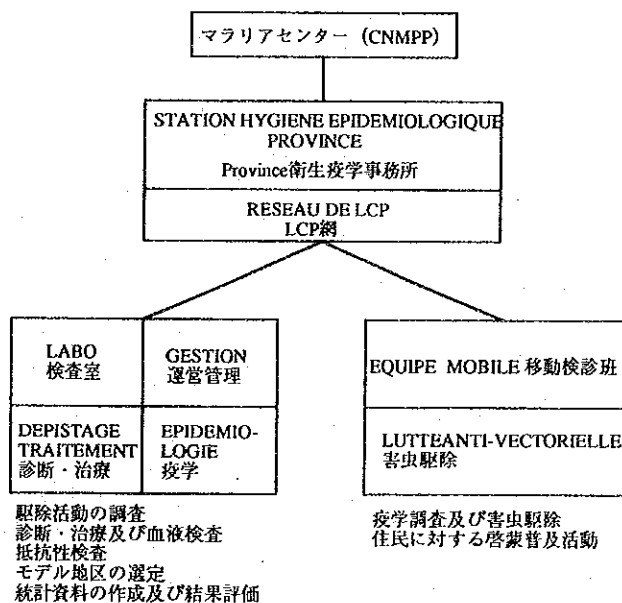 マラリアセンター (CNMPP)
STATION HYGIENE EPIDEMIOLOGIQUE
PROVINCE
Province衛生疫学事務所
RESEAU DE LCP
LCP網
LABO
検査室
GESTION
運営管理
DEPISTAGE
TRAITEMENT
診断・治療
EPIDEMIO-
LOGIE
疫学
駆除活動の調査
診断・治療及び血液検査
抵抗性検査
モデル地区の選定
統計資料の作成及び結果評価
EQUIPE MOBILE 移動検診班
LUTTEANTI-VECTORIELLE
害虫駆除
疫学調査及び害虫駆除
住民に対する啓蒙普及活動